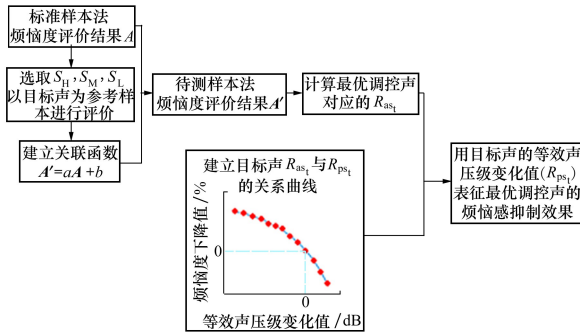 标准样本法
烦恼度评价结果A
选取 S_H, S_M, S_L
以目标声为参考样
本进行评价
建立关联函数
A'=aA+b
待测样本法
烦恼度评价结果A'
计算最优调控声
对应的 R_as_t
建立目标声 R_as_t 与 R_ps_t
的关系曲线
烦恼度下降值/%
0
0
等效声压级变化值/dB
用目标声的等效声
压级变化值(R_ps_t)
表征最优调控声的
烦恼感抑制效果